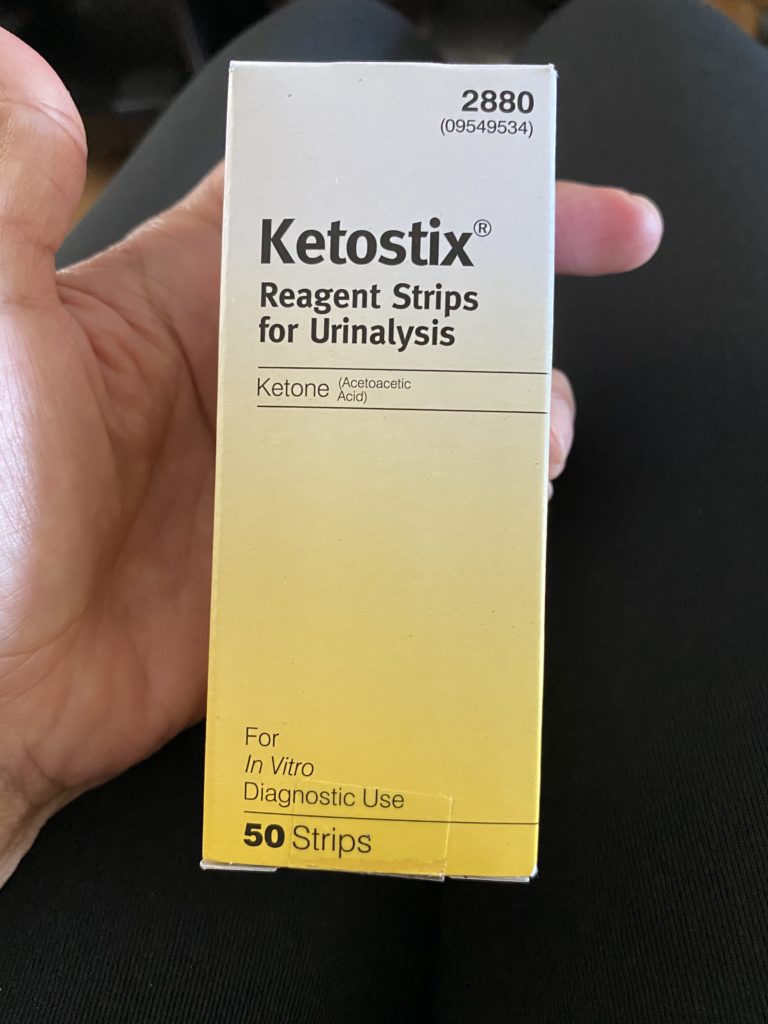 2880
(09549534)
Ketostix®
Reagent Strips
for Urinalysis
Ketone (Acetoacetic
Acid)
For
In Vitro
Diagnostic Use
50 Strips